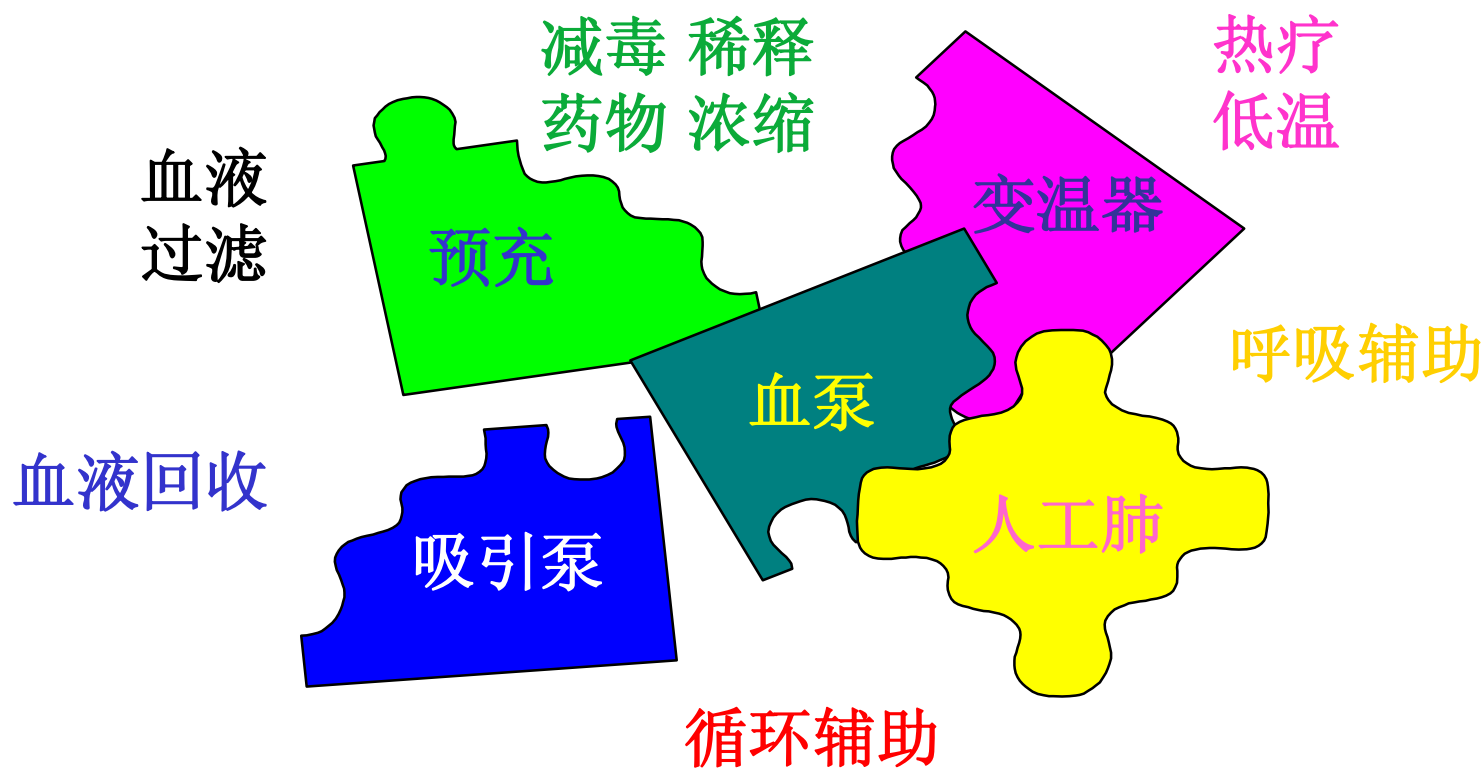 减毒 稀释
药物 浓缩
热疗
低温
血液
过滤
变温器
预充
呼吸辅助
血泵
血液回收
人工肺
吸引泵
循环辅助